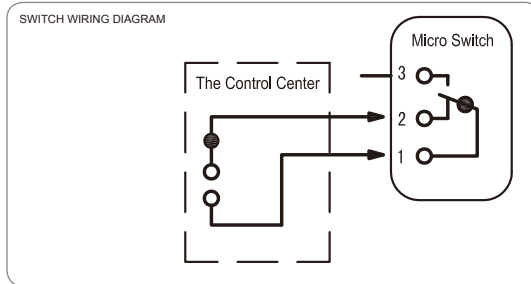 SWITCH WIRING DIAGRAM
Micro Switch
The Control Center
3
2
1